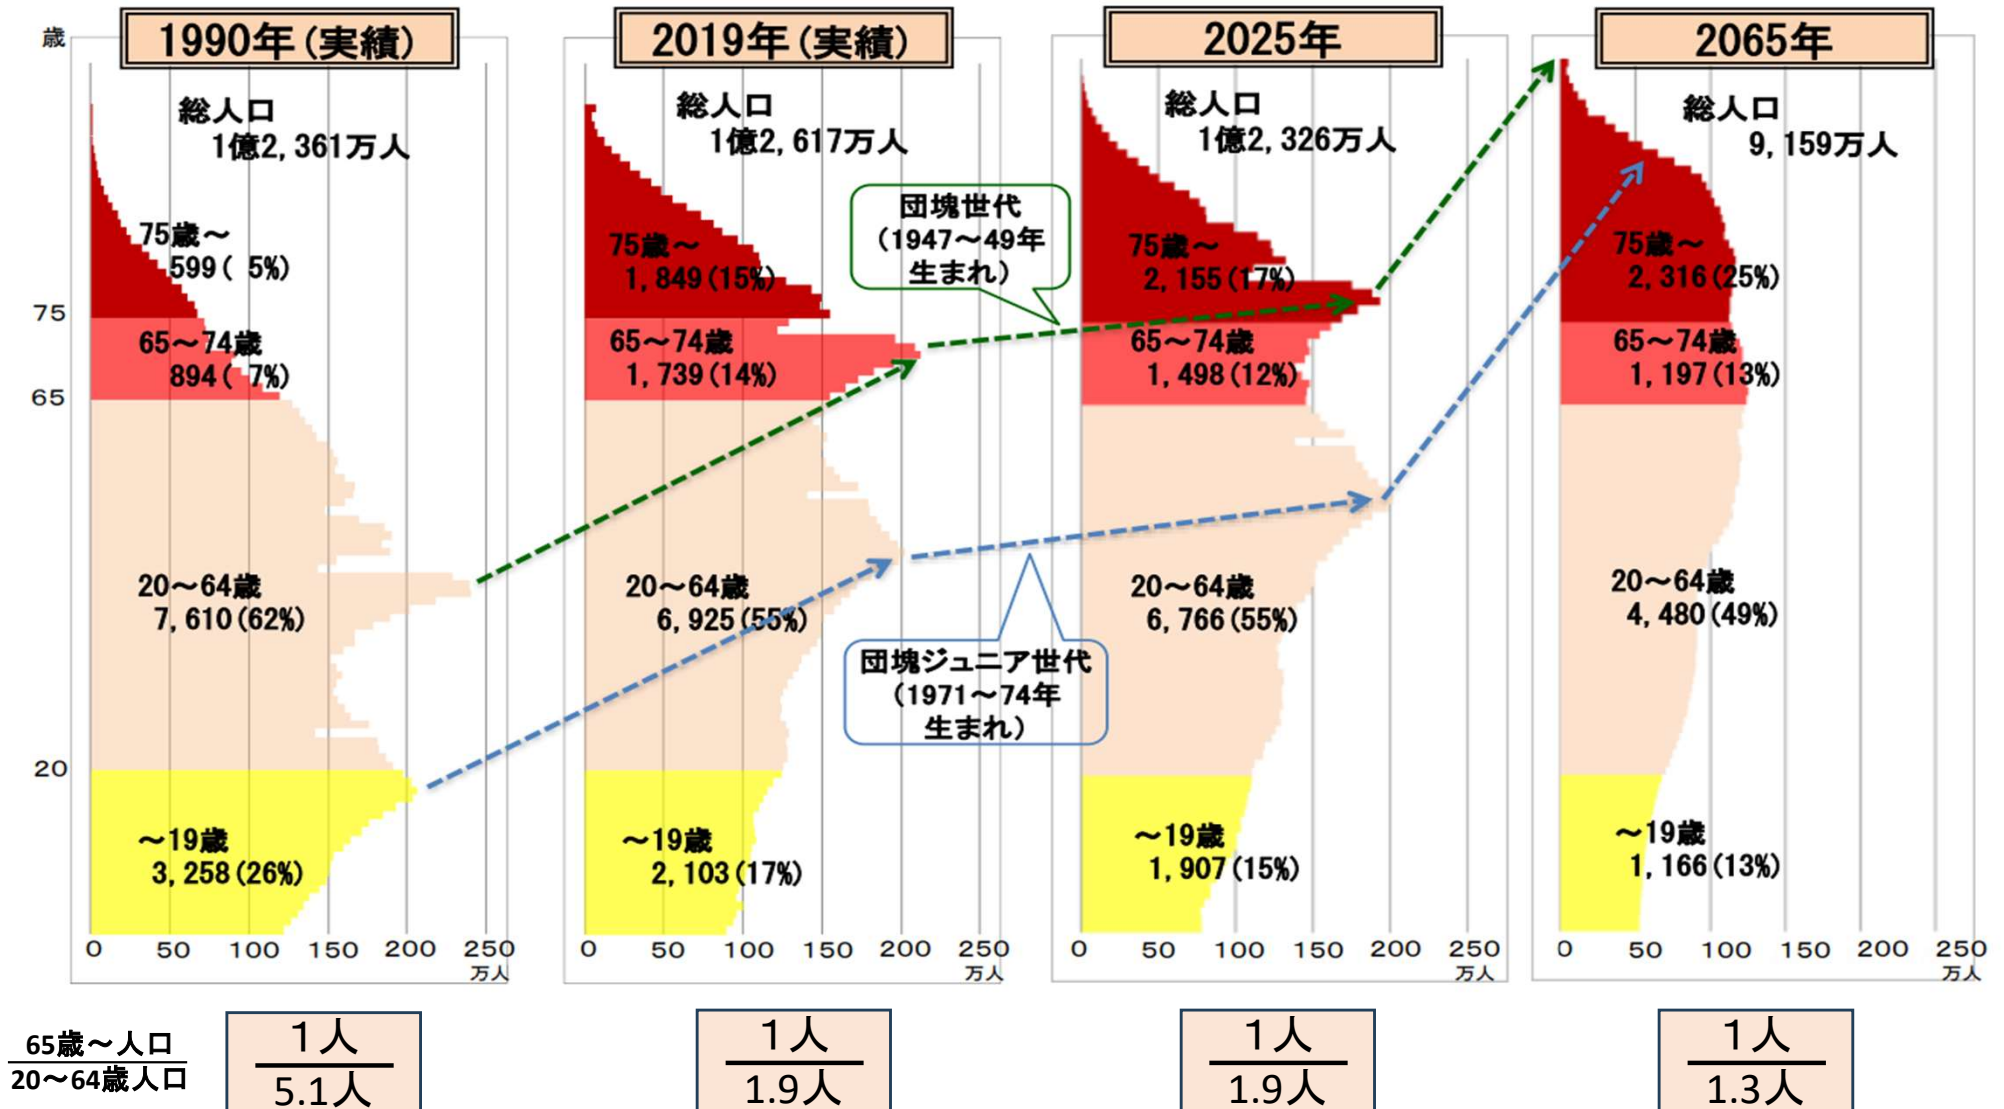 1990年(実績)
2019年(実績)
2025年
2065年
歳
75
65
20
総人口
1億2,361万人
75歳～
599( 5%)
65～74歳
894( 7%)
20～64歳
7,610(62%)
～19歳
3,258(26%)
0 50 100 150 200 250
万人
総人口
1億2,617万人
75歳～
1,849(15%)
65～74歳
1,739(14%)
20～64歳
6,925(55%)
～19歳
2,103(17%)
0 50 100 150 200 250
万人
団塊世代
(1947～49年
生まれ)
団塊ジュニア世代
(1971～74年
生まれ)
総人口
1億2,326万人
75歳～
2,155(17%)
65～74歳
1,498(12%)
20～64歳
6,766(55%)
～19歳
1,907(15%)
0 50 100 150 200 250
万人
総人口
9,159万人
75歳～
2,316(25%)
65～74歳
1,197(13%)
20～64歳
4,480(49%)
～19歳
1,166(13%)
0 50 100 150 200 250
万人
65歳～人口
20～64歳人口
1人
5.1人
1人
1.9人
1人
1.9人
1人
1.3人